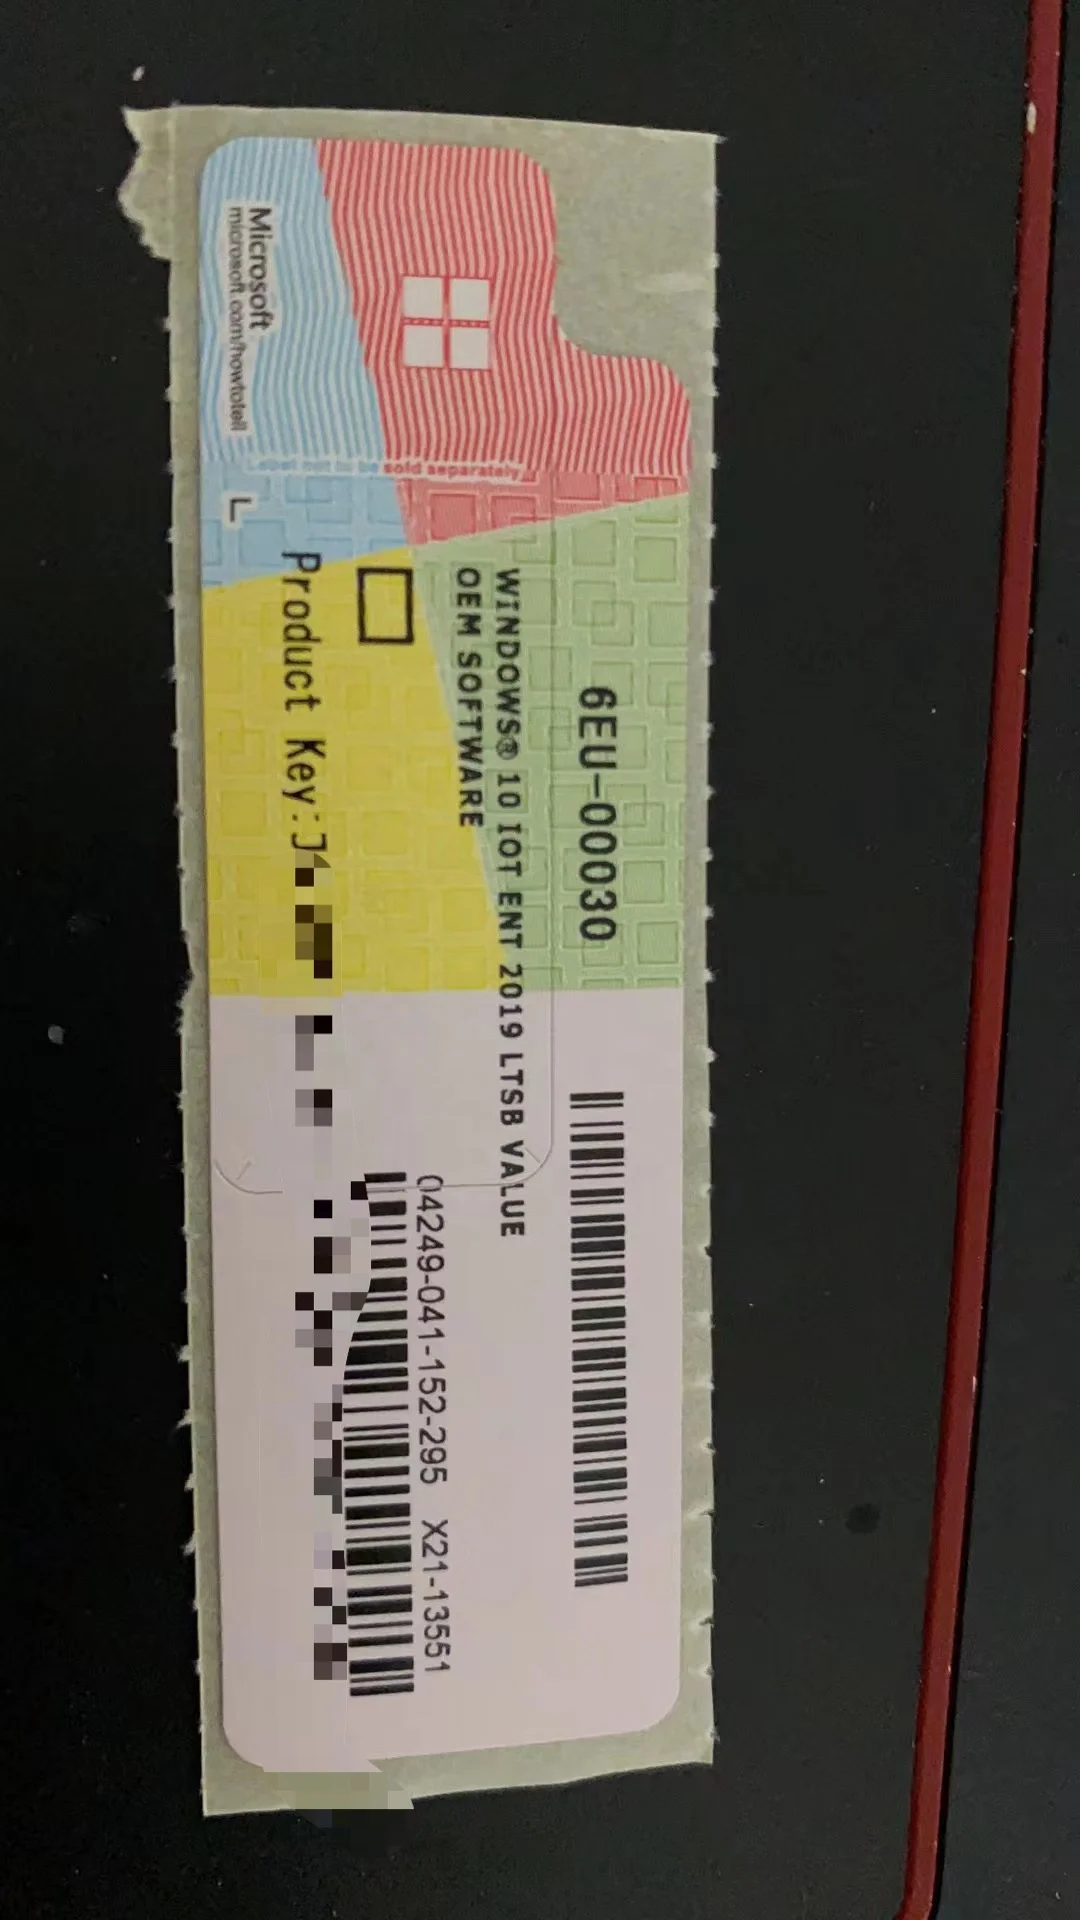 Microsoft
microsoft.com/howtotell
Label not to be sold separately
L
6EU-00030
WINDOWS® 10 IOT ENT 2019 LTSB VALUE
OEM SOFTWARE
04249-041-152-295 X21-13551
Product Key: